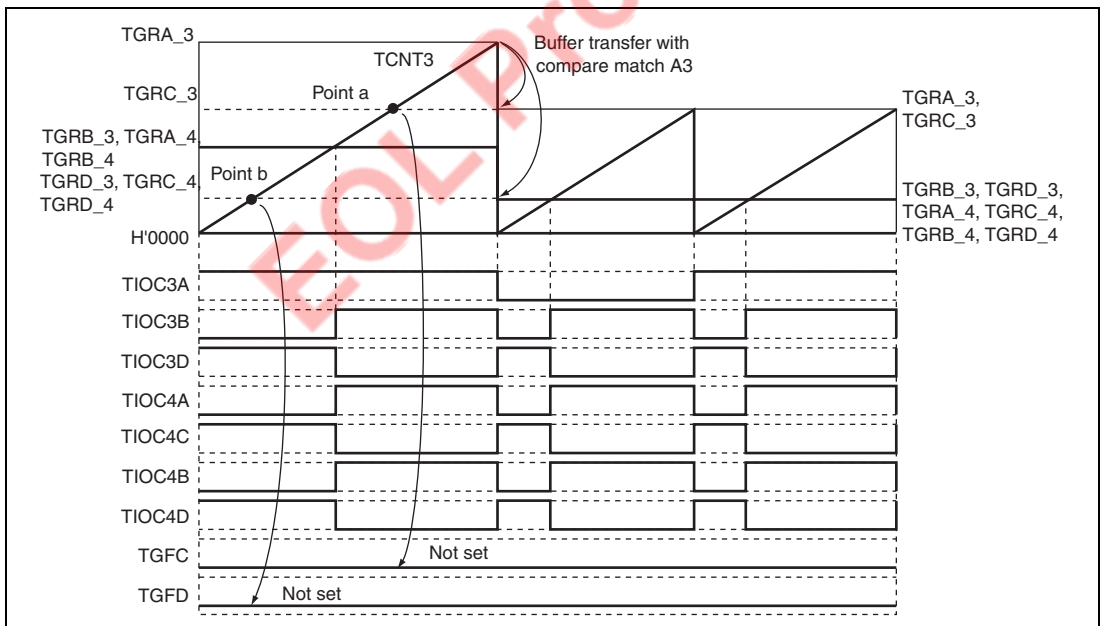 TGRA_3
TCNT3
Buffer transfer with
compare match A3
TGRC_3
Point a
TGRA_3,
TGRC_3
TGRB_3, TGRA_4,
TGRB_4
TGRD_3, TGRC_4,
TGRD_4
Point b
TGRB_3, TGRD_3,
TGRA_4, TGRC_4,
TGRB_4, TGRD_4
H'0000
TIOC3A
TIOC3B
TIOC3D
TIOC4A
TIOC4C
TIOC4B
TIOC4D
TGFC
Not set
TGFD
Not set
EOL Pro